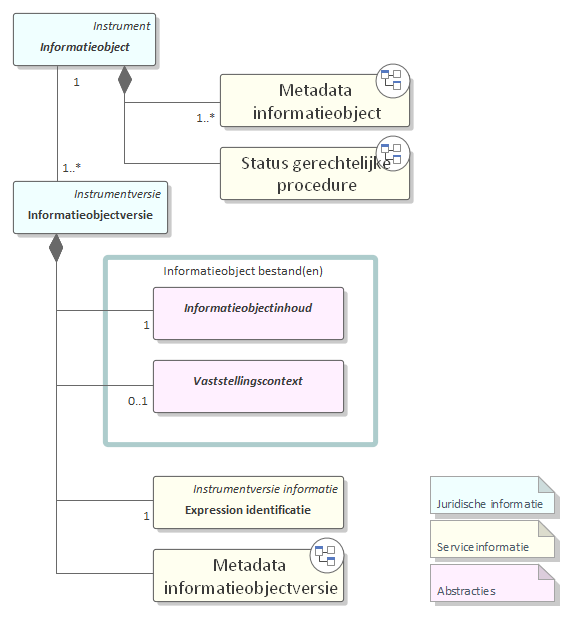 Instrument
Informatieobject
1
Metadata
informatieobject
1..*
Status gerechtelijke
procedure
1..*
Instrumentversie
Informatieobjectversie
Informatieobject bestand(en)
Informatieobjectinhoud
1
Vaststellingscontext
0..1
Instrumentversie informatie
Expression identificatie
1
Metadata
informatieobjectversie
Juridische informatie
Serviceinformatie
Abstracties